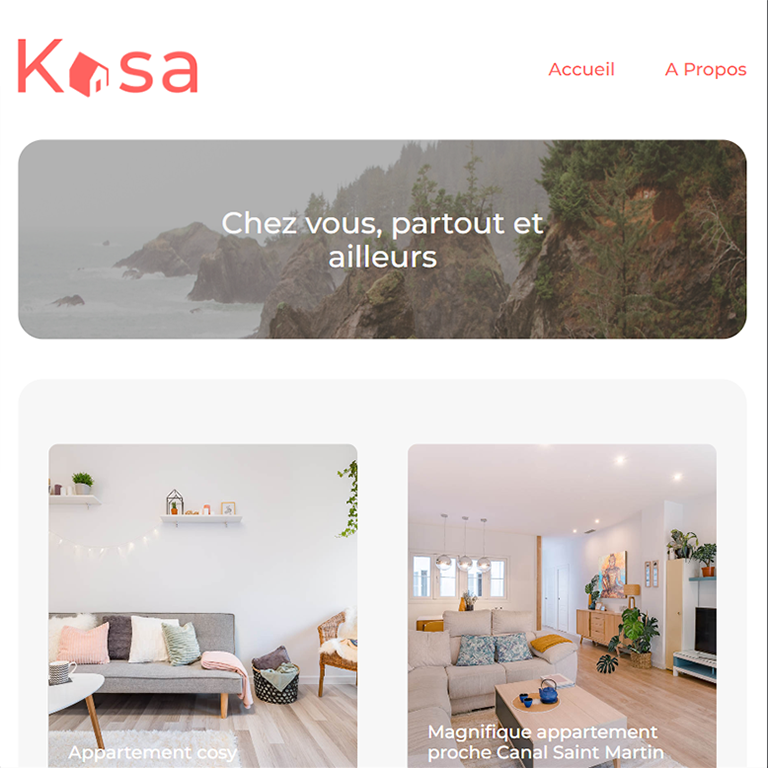 Kasa
Accueil
A Propos
Chez vous, partout et
ailleurs
Appartement cosy
Magnifique appartement
proche Canal Saint Martin